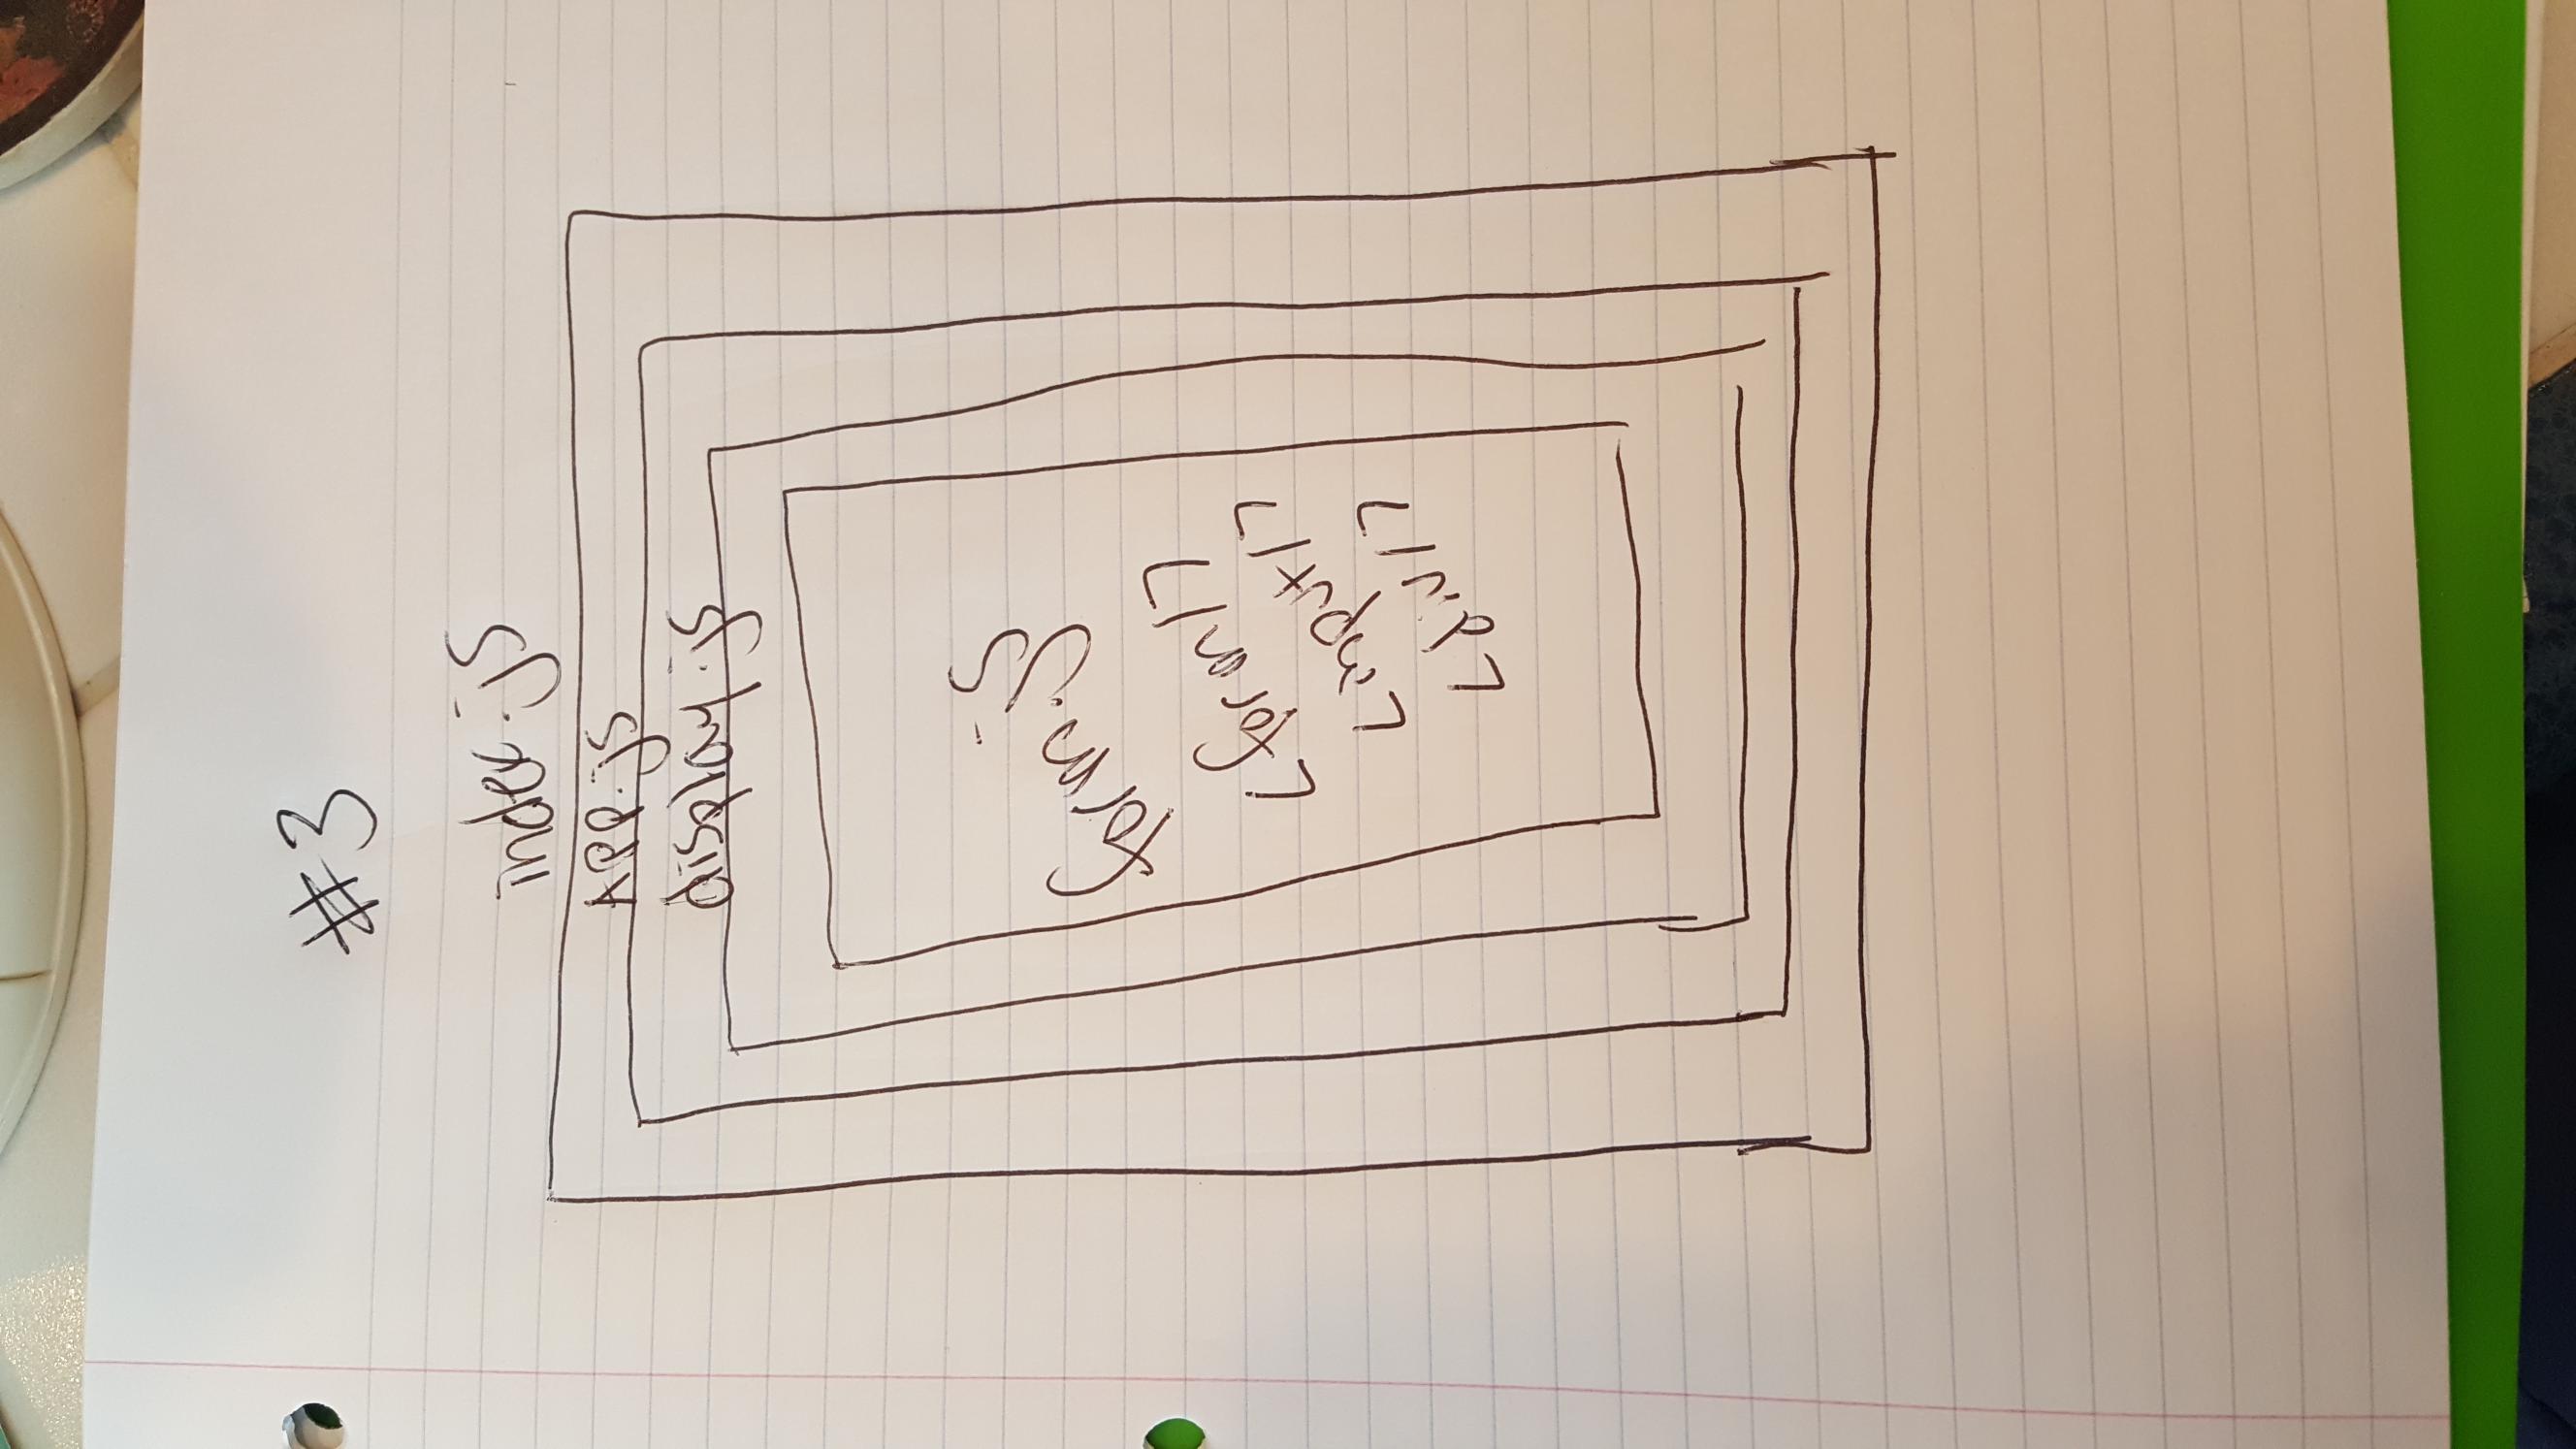 #3
index.js
APP.js
display.js
form.js
<form/>
<input/>
<div/>